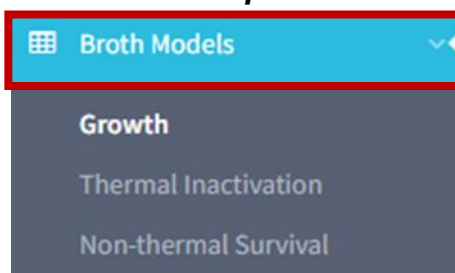 Broth Models
Growth
Thermal Inactivation
Non-thermal Survival